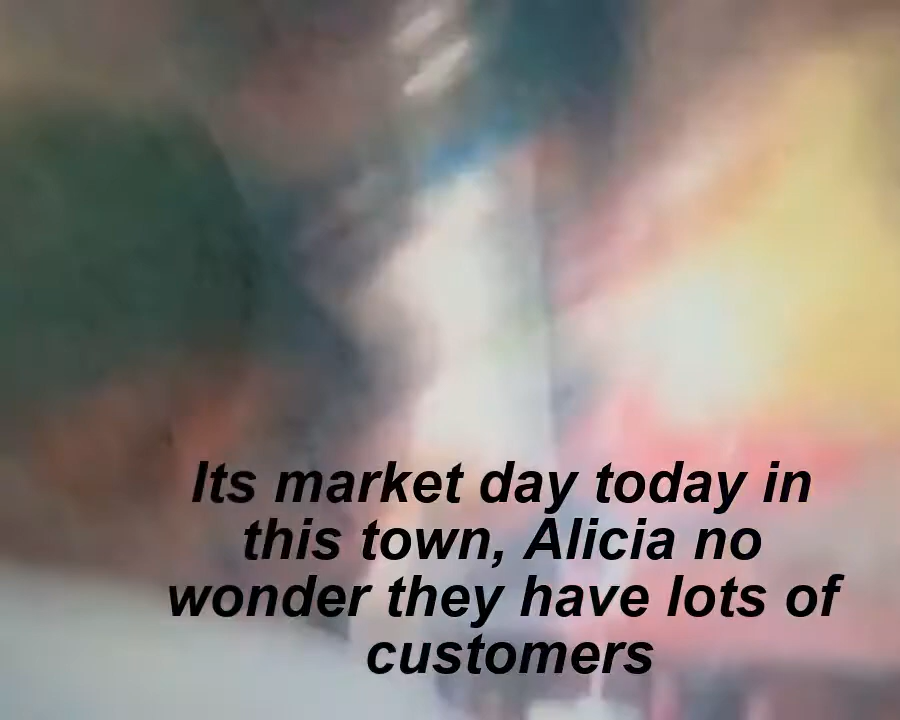 Its market day today in
this town, Alicia no
wonder they have lots of
customers